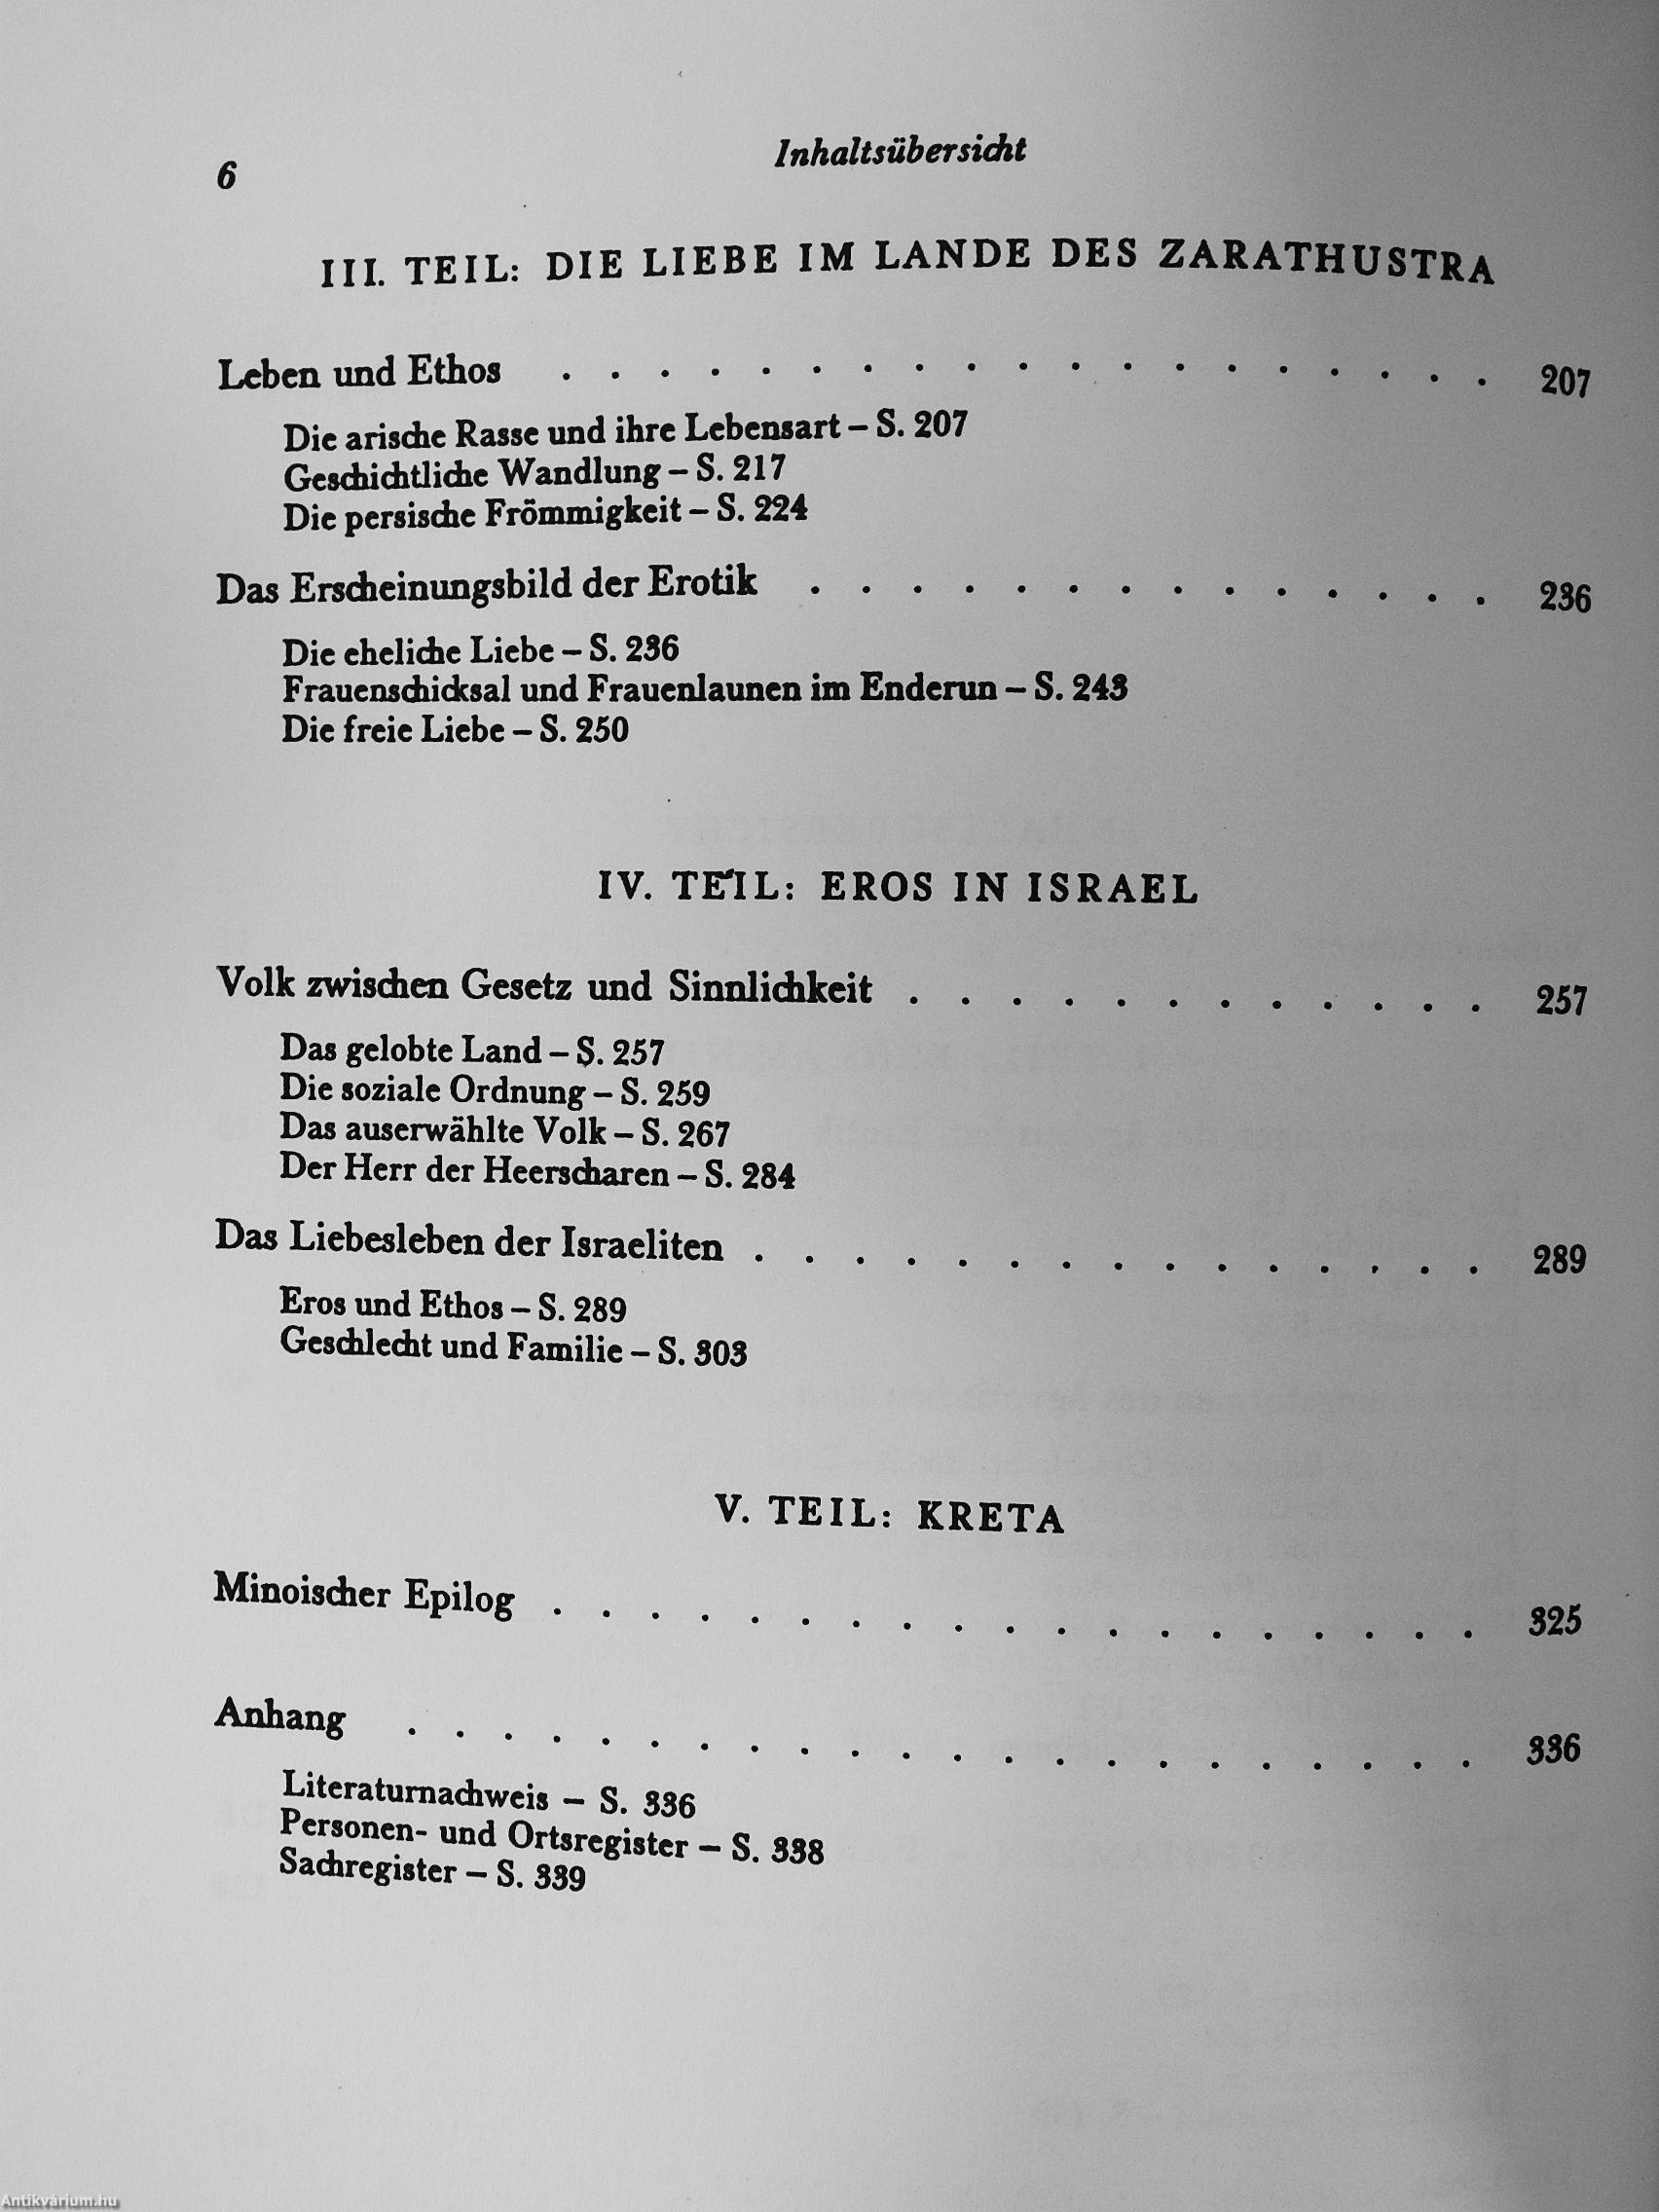 6
Inhaltsübersicht
III. TEIL: DIE LIEBE IM LANDE DES ZARATHUSTRA
Leben und Ethos . . . . . . . . . . . . . . . . . . . 207
Die arische Rasse und ihre Lebensart – S. 207
Geschichtliche Wandlung – S. 217
Die persische Frömmigkeit – S. 224
Das Erscheinungsbild der Erotik . . . . . . . . . . . . . . 236
Die eheliche Liebe – S. 236
Frauenschicksal und Frauenlaunen im Enderun – S. 243
Die freie Liebe – S. 250
IV. TEIL: EROS IN ISRAEL
Volk zwischen Gesetz und Sinnlichkeit . . . . . . . . . . . . 257
Das gelobte Land – S. 257
Die soziale Ordnung – S. 259
Das auserwählte Volk – S. 267
Der Herr der Heerscharen – S. 284
Das Liebesleben der Israeliten . . . . . . . . . . . . . . . 289
Eros und Ethos – S. 289
Geschlecht und Familie – S. 303
V. TEIL: KRETA
Minoischer Epilog . . . . . . . . . . . . . . . . . . . 325
Anhang . . . . . . . . . . . . . . . . . . . . . . 336
Literaturnachweis – S. 336
Personen- und Ortsregister – S. 338
Sachregister – S. 339
Antikvárium.hu